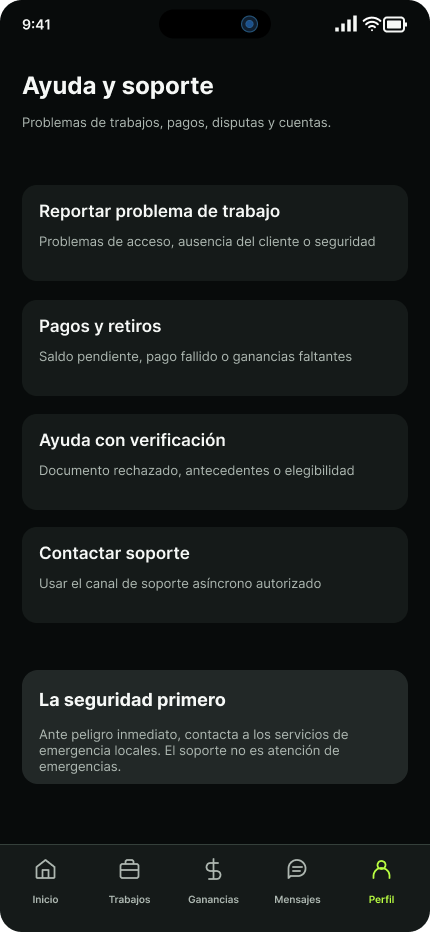 9:41
Ayuda y soporte
Problemas de trabajos, pagos, disputas y cuentas.
Reportar problema de trabajo
Problemas de acceso, ausencia del cliente o seguridad
Pagos y retiros
Saldo pendiente, pago fallido o ganancias faltantes
Ayuda con verificación
Documento rechazado, antecedentes o elegibilidad
Contactar soporte
Usar el canal de soporte asíncrono autorizado
La seguridad primero
Ante peligro inmediato, contacta a los servicios de
emergencia locales. El soporte no es atención de
emergencias.
Inicio
Trabajos
Ganancias
Mensajes
Perfil